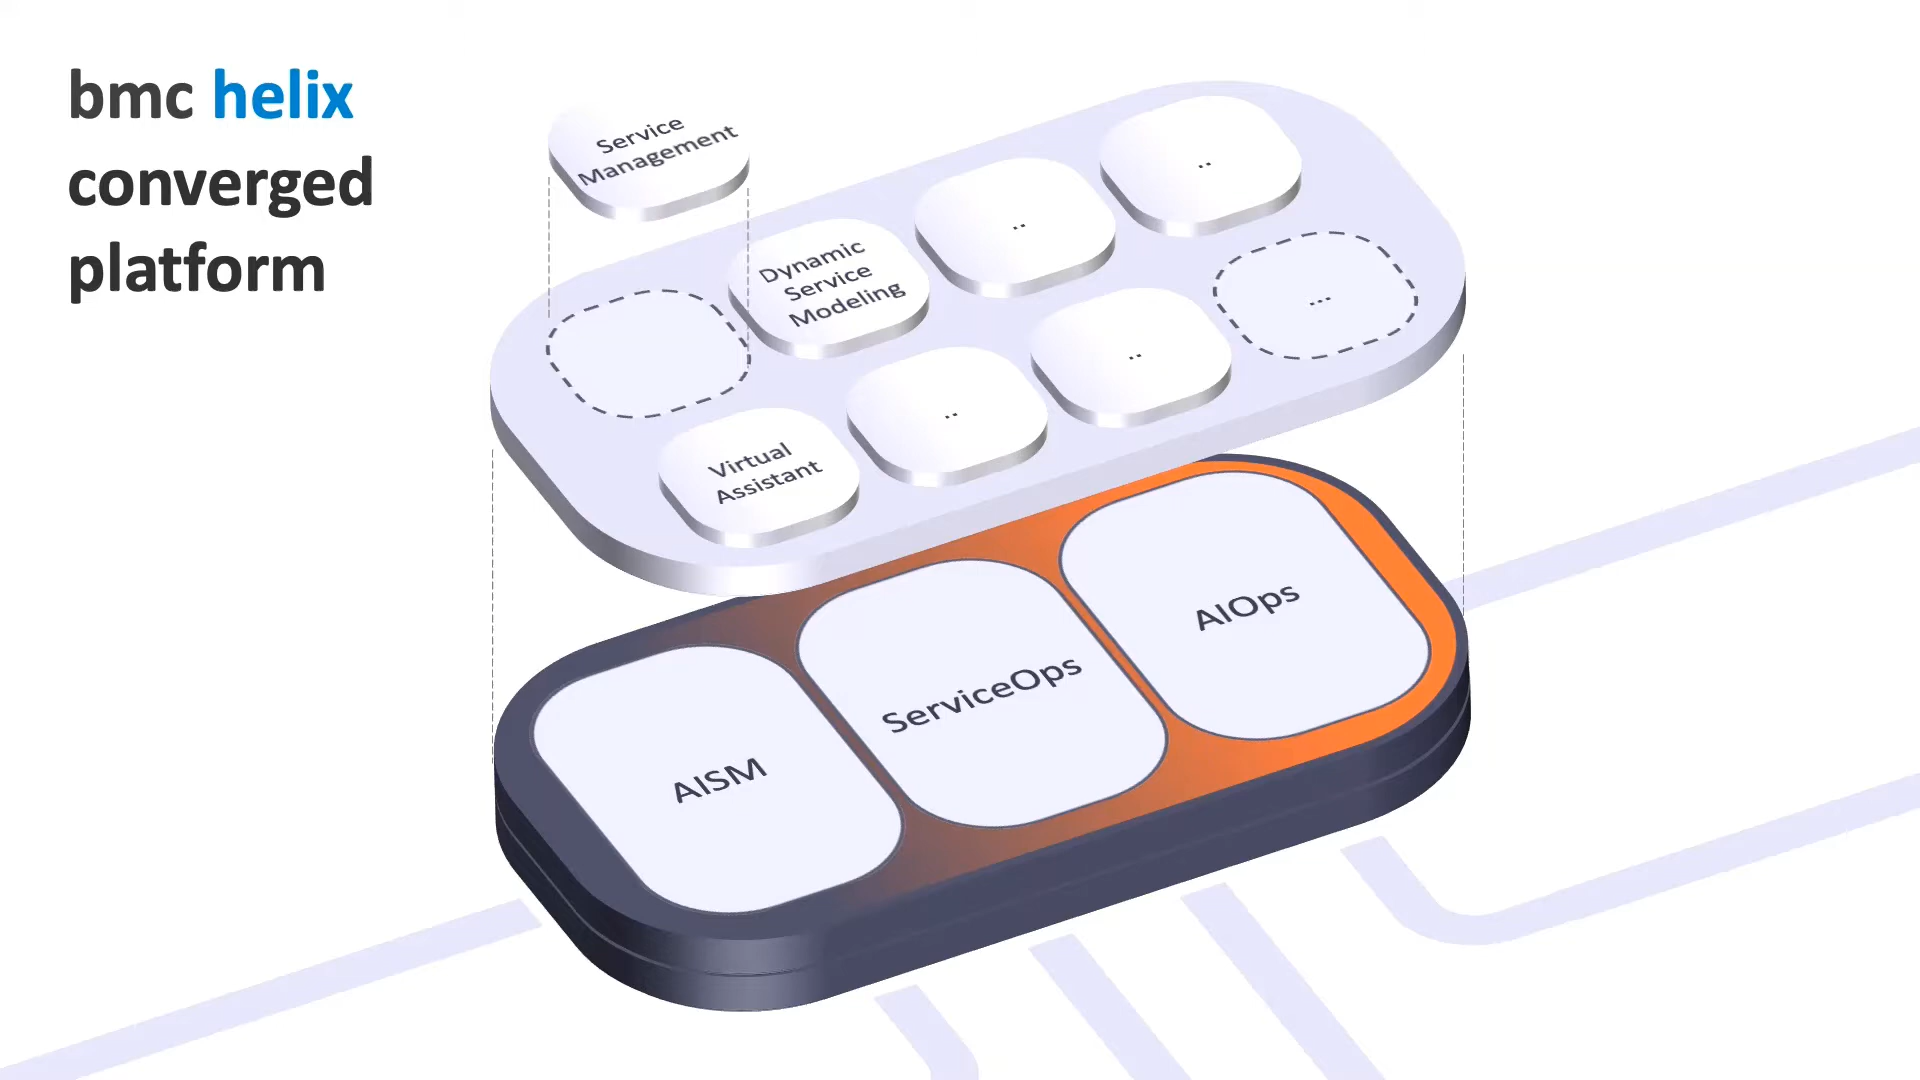 bmc helix
converged
platform
Service
Management
Dynamic
Service
Modeling
..
..
Virtual
Assistant
..
..
...
AISM
ServiceOps
AIOps